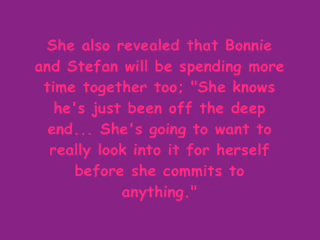 She also revealed that Bonnie
and Stefan will be spending more
time together too; "She knows
he's just been off the deep
end... She's going to want to
really look into it for herself
before she commits to
anything."